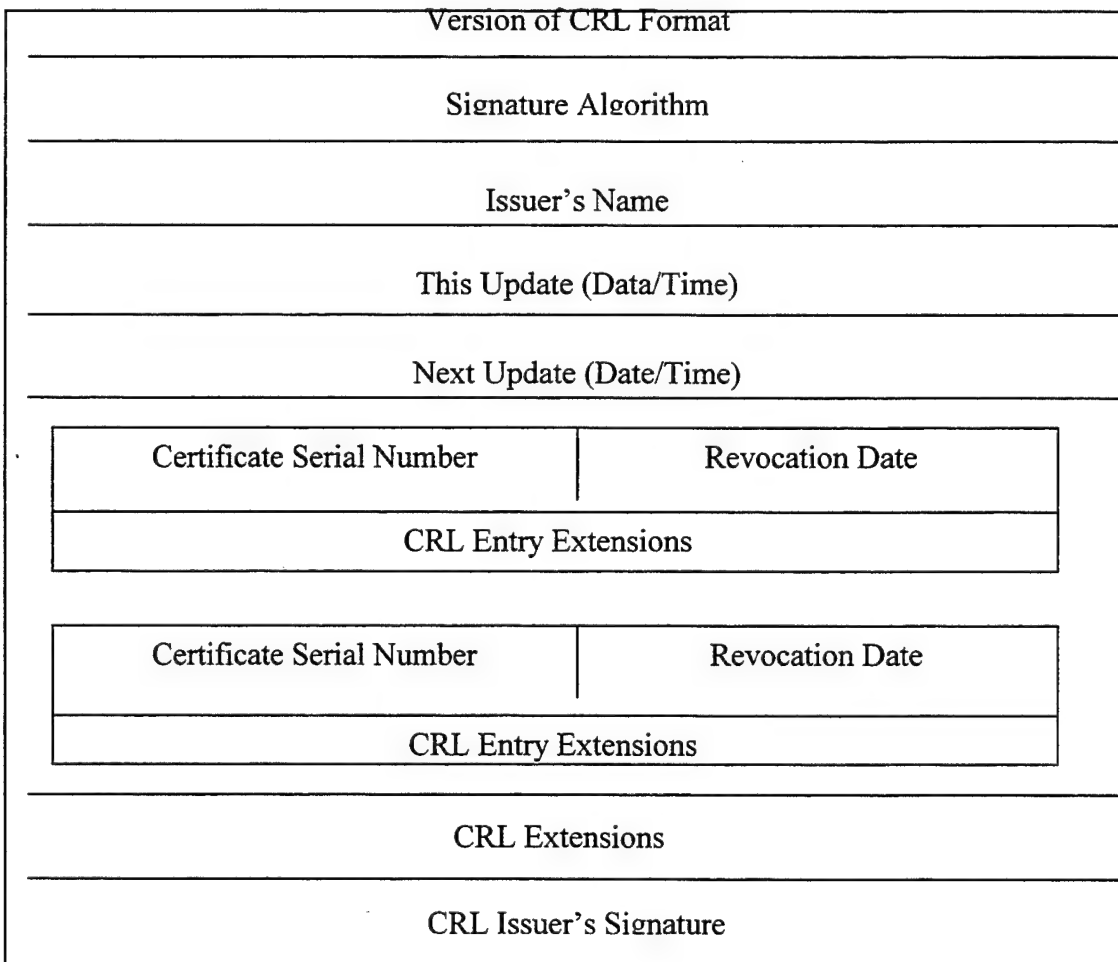 Version of CRL Format
Signature Algorithm
Issuer's Name
This Update (Data/Time)
Next Update (Date/Time)
Certificate Serial Number Revocation Date
CRL Entry Extensions
Certificate Serial Number Revocation Date
CRL Entry Extensions
CRL Extensions
CRL Issuer's Signature